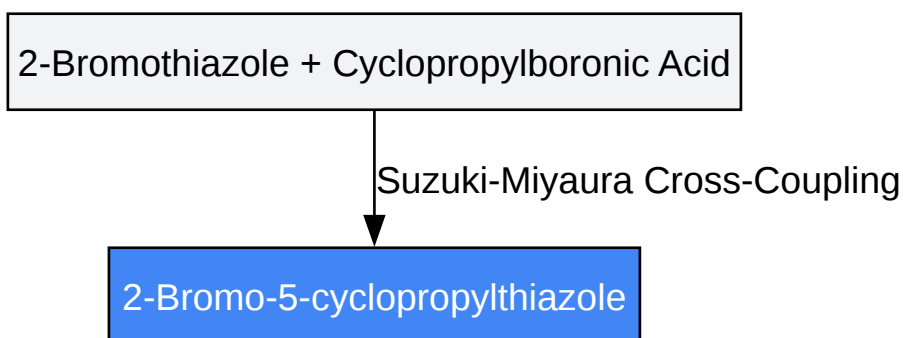 2-Bromothiazole + Cyclopropylboronic Acid
Suzuki-Miyaura Cross-Coupling
2-Bromo-5-cyclopropylthiazole